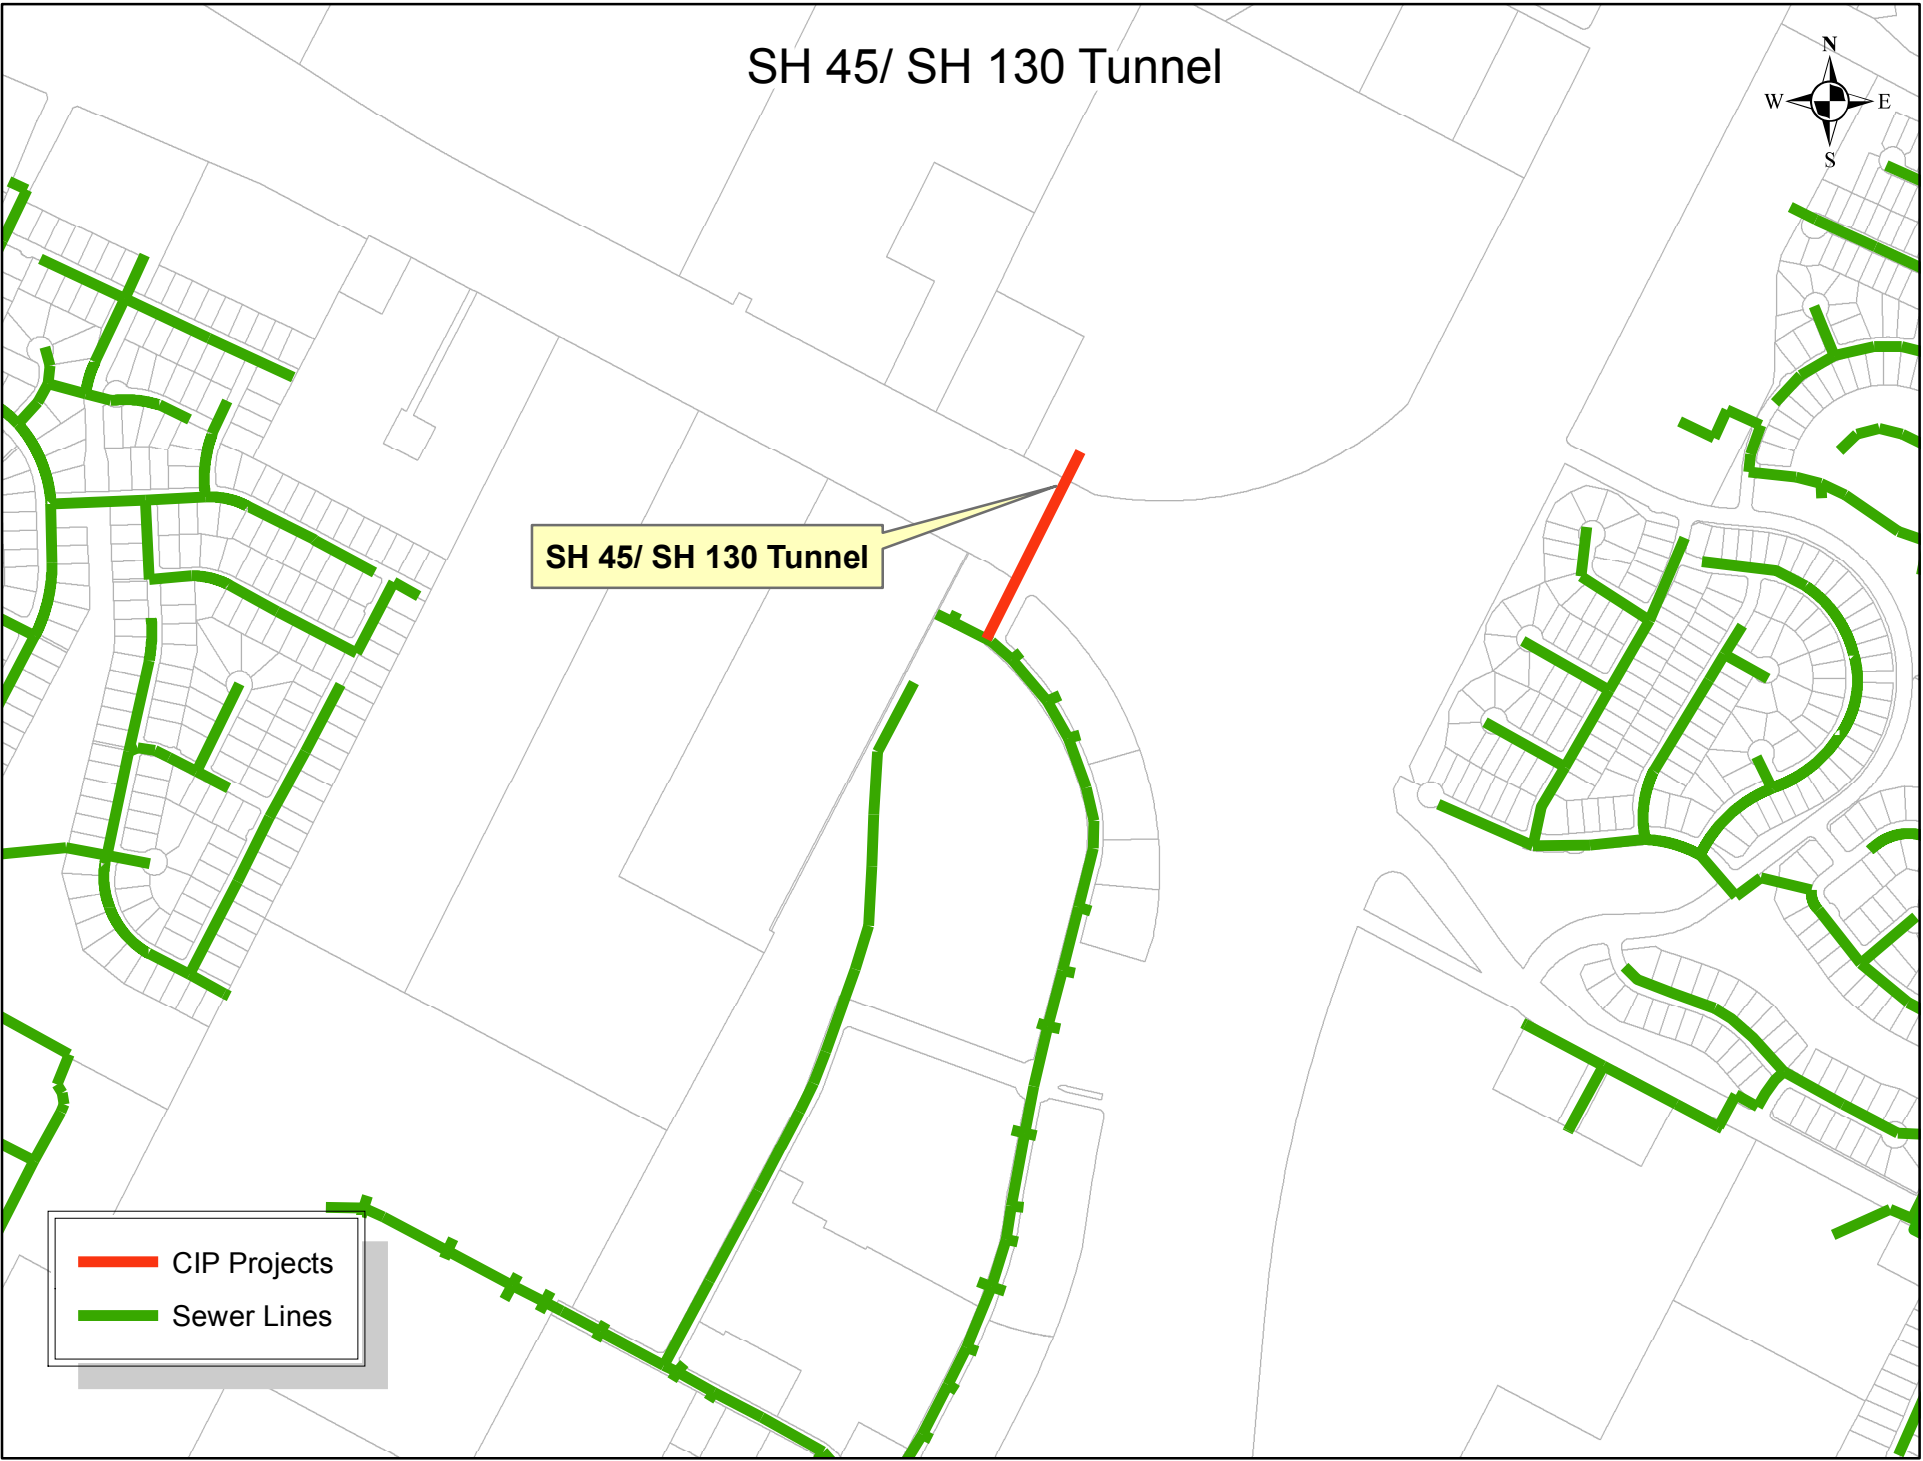 SH 45/ SH 130 Tunnel
N
W E
S
SH 45/ SH 130 Tunnel
CIP Projects
Sewer Lines